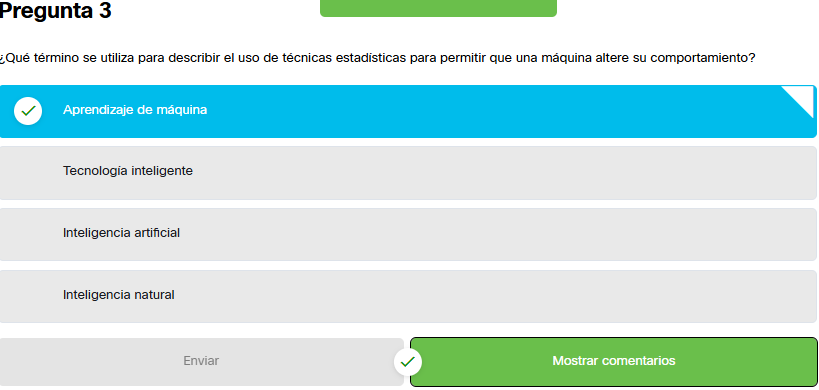 Pregunta 3
¿Qué término se utiliza para describir el uso de técnicas estadísticas para permitir que una máquina altere su comportamiento?
Aprendizaje de máquina
Tecnología inteligente
Inteligencia artificial
Inteligencia natural
Enviar
Mostrar comentarios